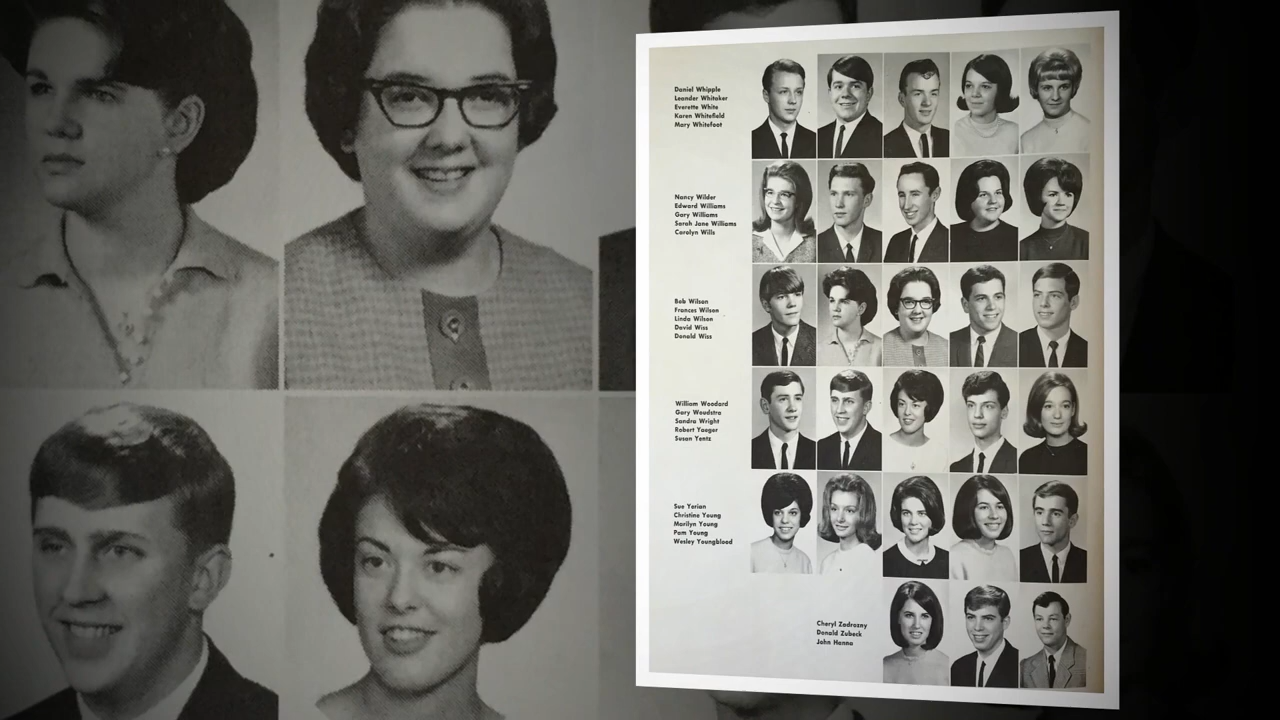 Daniel Whipple
Leander Whitaker
Everette White
Karen Whitefield
Mary Whitefoot
Nancy Wilder
Edward Williams
Gary Williams
Sarah Jane Williams
Carolyn Wills
Bob Wilson
Frances Wilson
Linda Wilson
David Wiss
Donald Wiss
William Woodard
Gary Woudstra
Sandra Wright
Robert Yaeger
Susan Yentz
Sue Yerian
Christine Young
Marilyn Young
Pam Young
Wesley Youngblood
Cheryl Zadrozny
Donald Zubeck
John Hanna